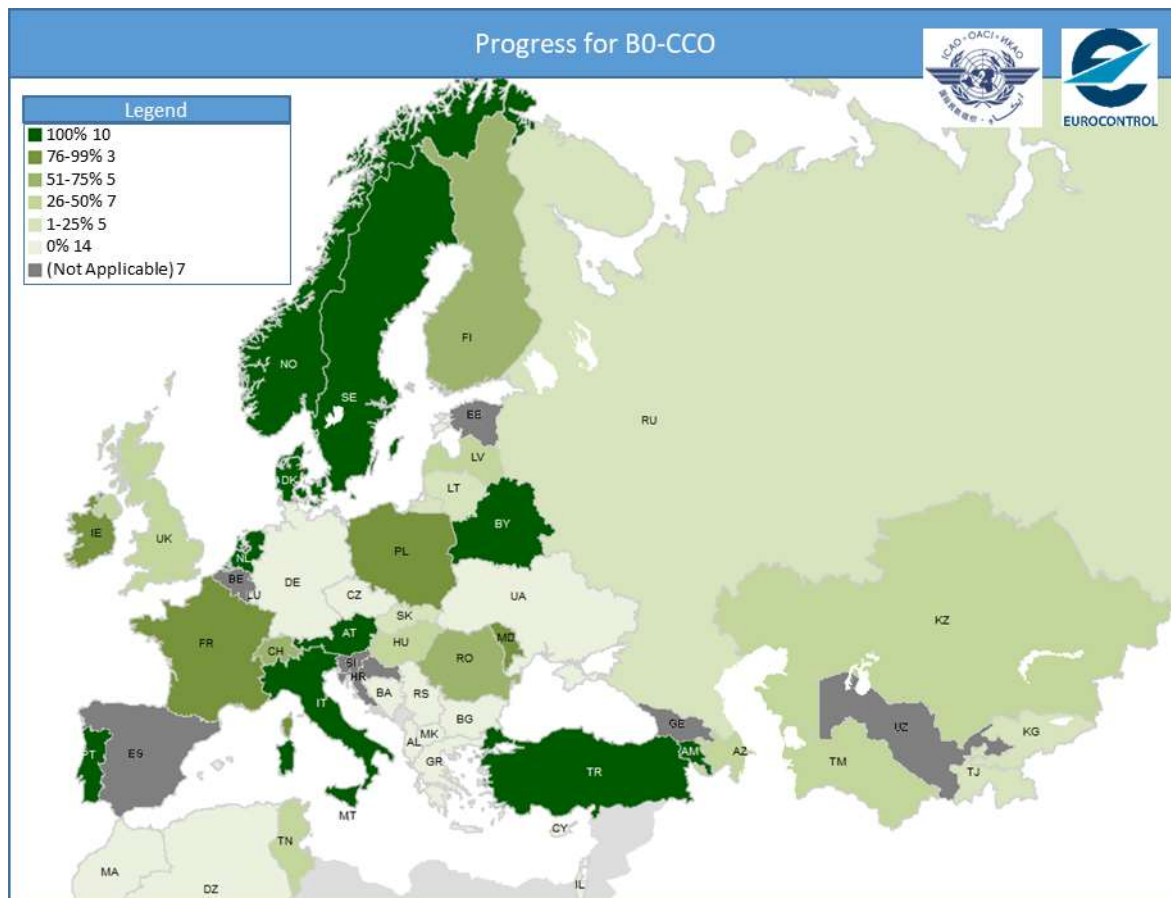 Progress for B0-CCO
ICAO · OACI · ИКАО
EUROCONTROL
Legend
100% 10
76-99% 3
51-75% 5
26-50% 7
1-25% 5
0% 14
(Not Applicable) 7
NO
SE
FI
RU
EE
LV
LT
DK
BY
IE
UK
NL
BE
LU
DE
PL
CZ
UA
SK
KZ
FR
CH
AT
HU
MD
RO
SI
HR
IT
BA
RS
BG
AL
MK
GR
PT
ES
GE
AM
AZ
TR
UZ
KG
TM
TJ
MT
CY
TN
MA
DZ
IL